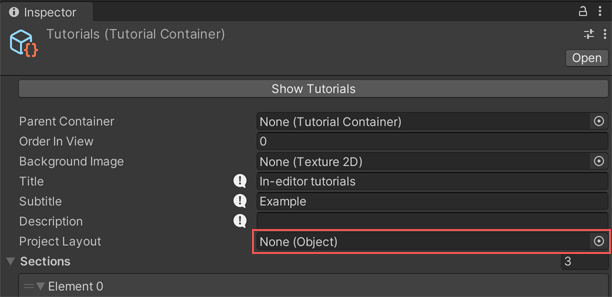 Inspector
Tutorials (Tutorial Container)
Open
Show Tutorials
Parent Container None (Tutorial Container)
Order In View 0
Background Image None (Texture 2D)
Title In-editor tutorials
Subtitle Example
Description
Project Layout None (Object)
Sections 3
Element 0